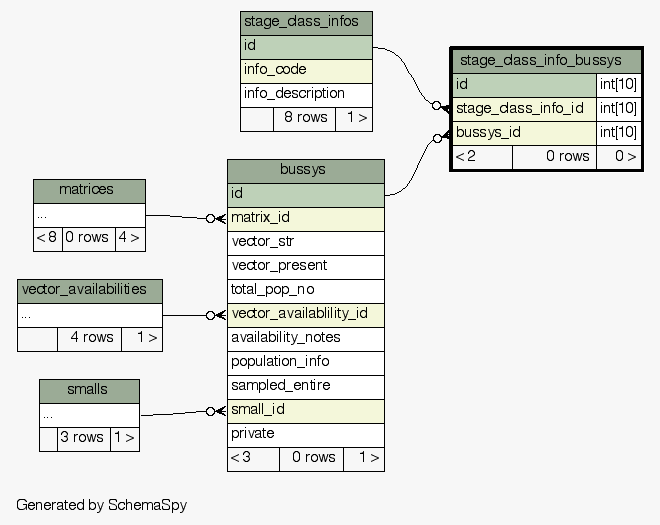 stage_class_infos
id
info_code
info_description
8 rows 1 >
stage_class_info_bussys
id int[10]
stage_class_info_id int[10]
bussys_id int[10]
< 2 0 rows 0 >
bussys
id
matrix_id
vector_str
vector_present
total_pop_no
vector_availablility_id
availability_notes
population_info
sampled_entire
small_id
private
< 3 0 rows 1 >
matrices
...
< 8 0 rows 4 >
vector_availabilities
...
4 rows 1 >
smalls
...
3 rows 1 >
Generated by SchemaSpy